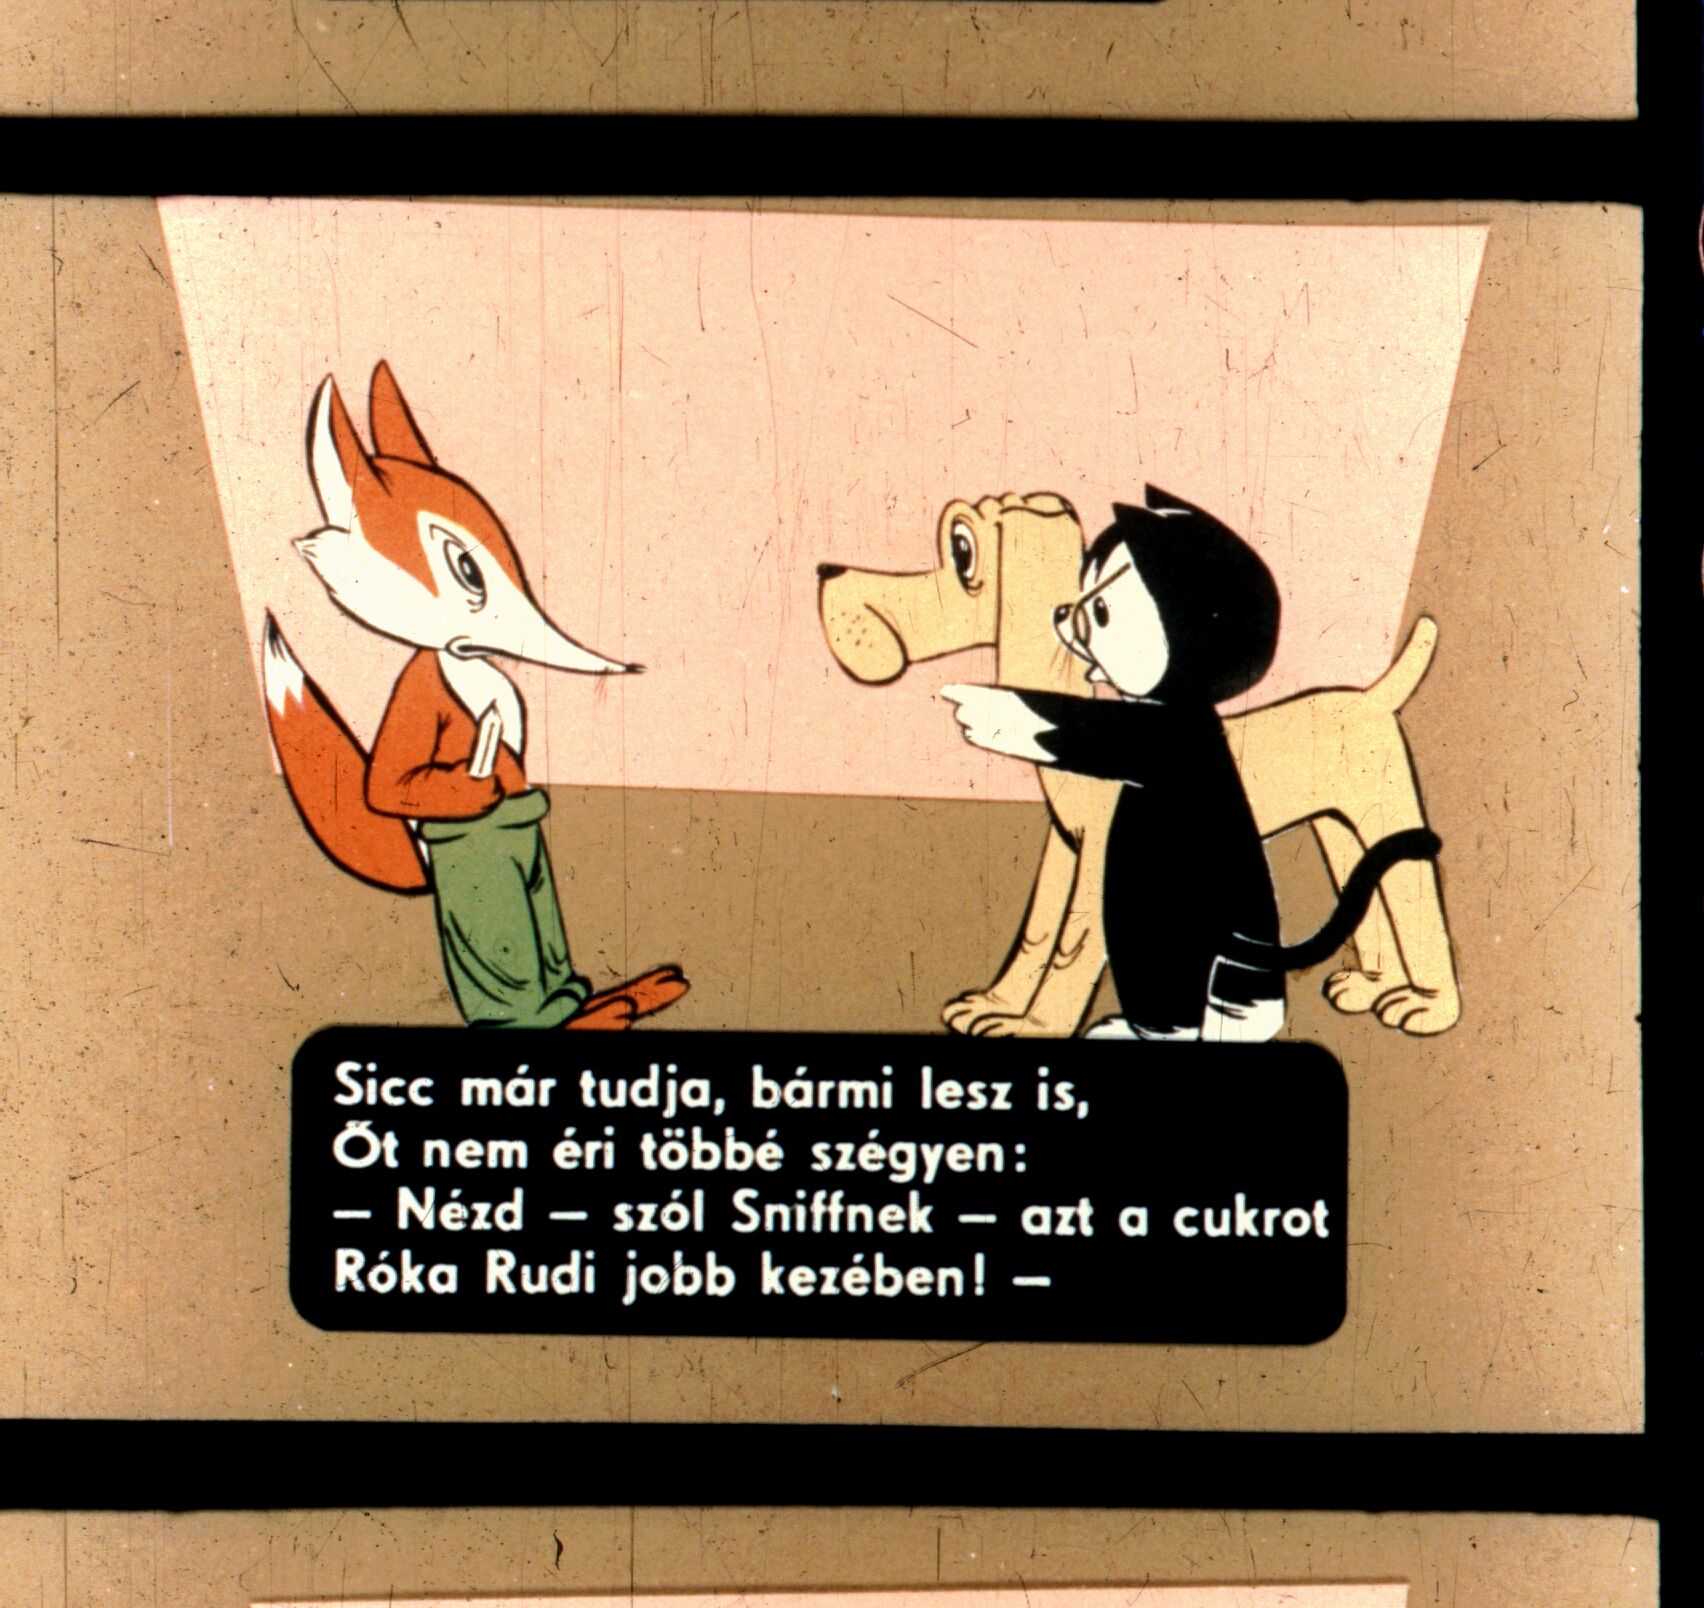 Sicc már tudja, bármi lesz is,
Őt nem éri többé szégyen:
— Nézd — szól Sniffnek — azt a cukrot
Róka Rudi jobb kezében! —